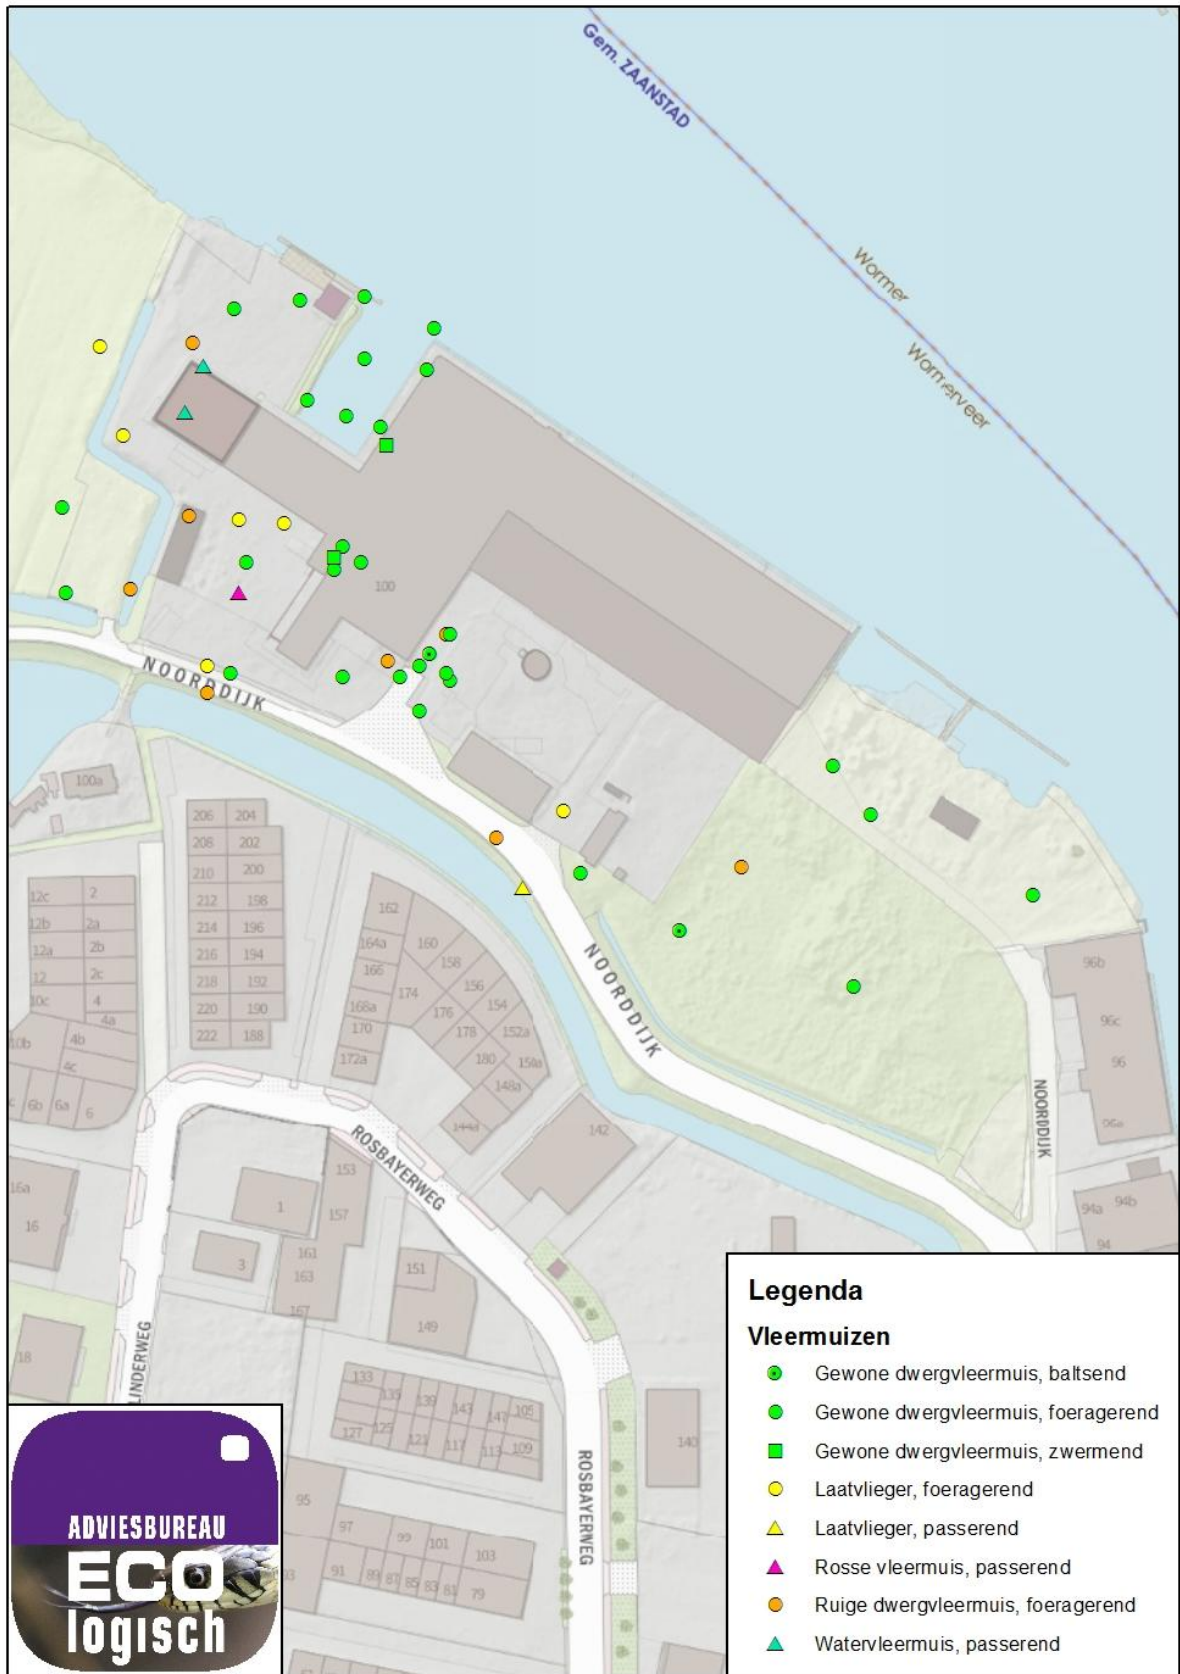 Gem. ZAANSTAD
Wormer
Wormerveer
100
NOORDDIJK
100a
206 204
208 202
210 200
212 198
214 196
216 194
218 192
220 190
222 188
12c 2
12b 2a
12a 2b
12 2c
10c 4
4a
4b
4c
6b 6a 6
162
164a
160
166
158
174
156
168a
176
154
170
178
152a
172a
180
148a
144a
142
NOORDDIJK
96b
96c
96
96a
NOORDDIJK
94a 94b
94
16a
16
18
ROSBAYERWEG
153
1
157
3
161
163
167
151
149
LINDERWEG
133
135
139
143
147
105
127
125
121
117
113
109
140
ROSBAYERWEG
95
97
99
101
103
91
89
87
85
83
81
79
ADVIESBUREAU
ECO
logisch
Legenda
Vleermuizen
Gewone dwergvleermuis, baltsend
Gewone dwergvleermuis, foeragerend
Gewone dwergvleermuis, zwermend
Laatvlieger, foeragerend
Laatvlieger, passerend
Rosse vleermuis, passerend
Ruige dwergvleermuis, foeragerend
Watervleermuis, passerend